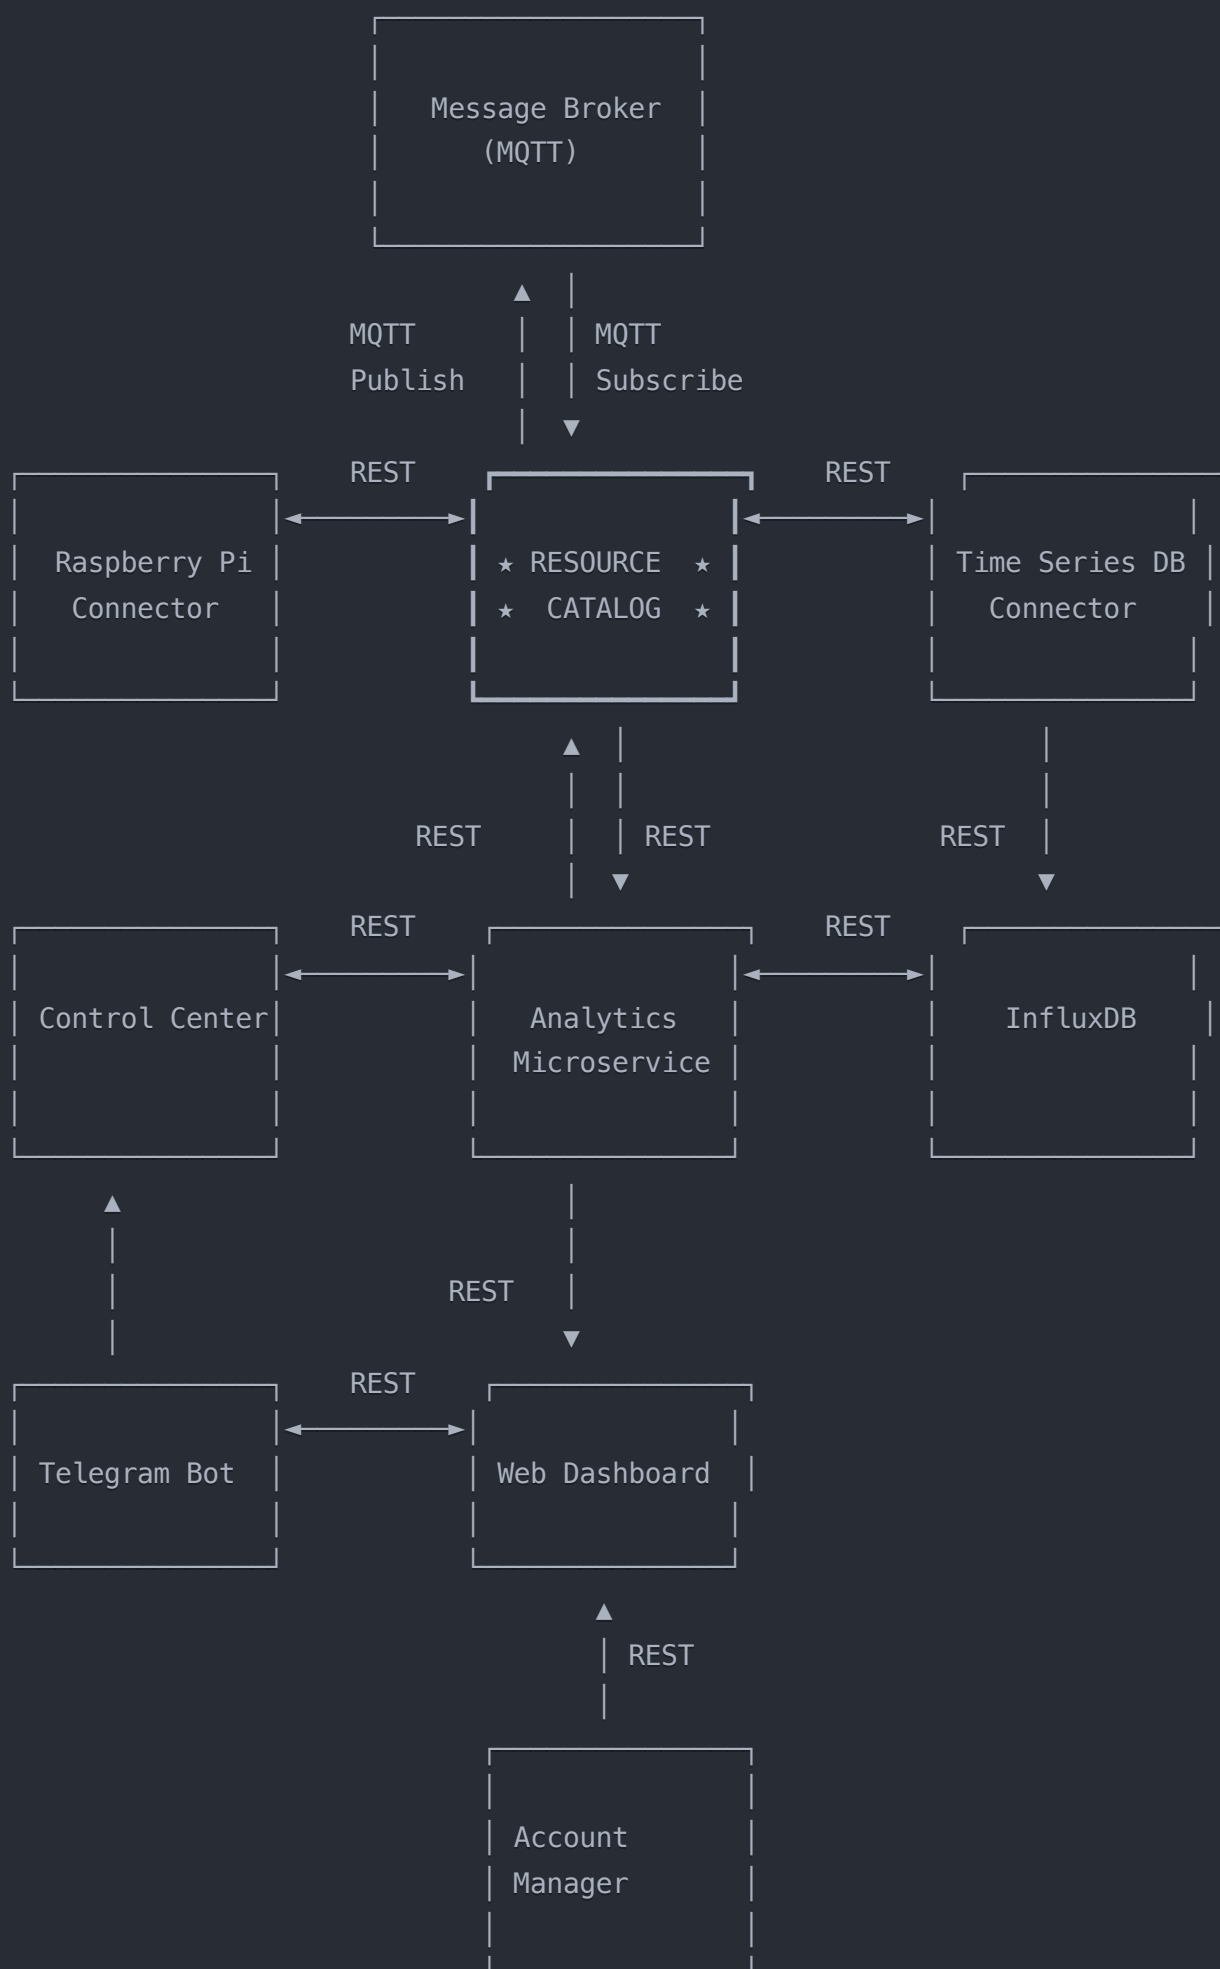 Message Broker
(MQTT)
MQTT
Publish
MQTT
Subscribe
REST
REST
Raspberry Pi
Connector
★ RESOURCE ★
★ CATALOG ★
Time Series DB
Connector
REST
REST
REST
REST
REST
Control Center
Analytics
Microservice
InfluxDB
REST
REST
Telegram Bot
Web Dashboard
REST
Account
Manager